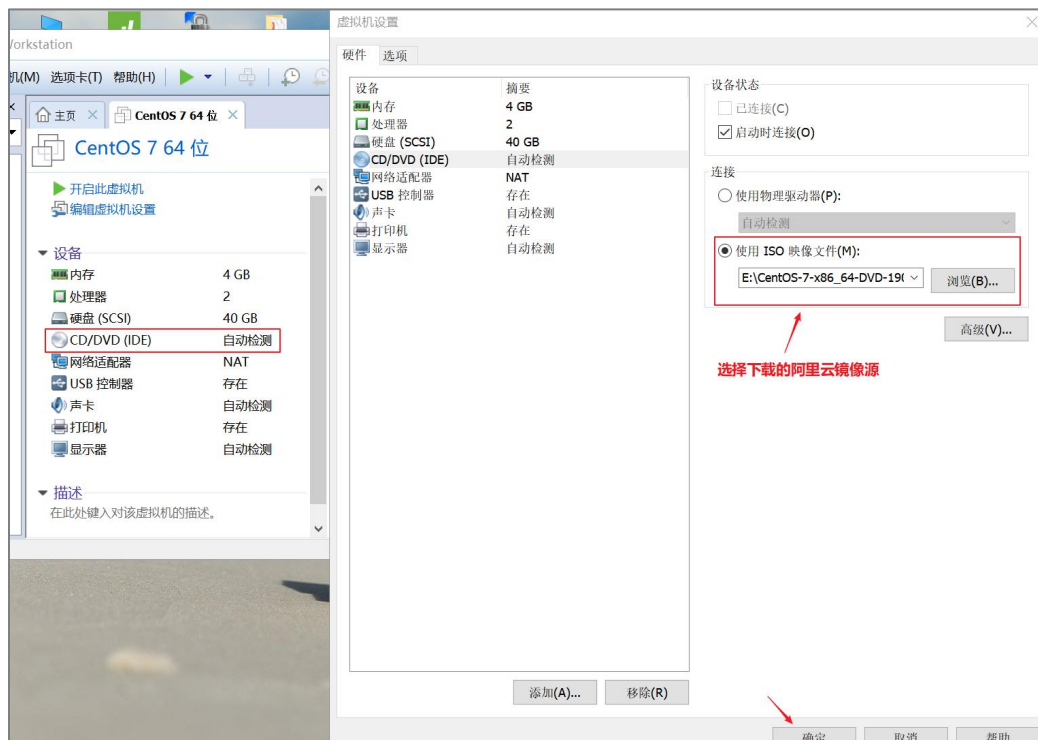 Workstation
机(M) 选项卡(T) 帮助(H)
主页
CentOS 7 64 位
CentOS 7 64 位
开启此虚拟机
编辑虚拟机设置
设备
内存 4 GB
处理器 2
硬盘 (SCSI) 40 GB
CD/DVD (IDE) 自动检测
网络适配器 NAT
USB 控制器 存在
声卡 自动检测
打印机 存在
显示器 自动检测
描述
在此处键入对该虚拟机的描述。
虚拟机设置
硬件 选项
设备 摘要
内存 4 GB
处理器 2
硬盘 (SCSI) 40 GB
CD/DVD (IDE) 自动检测
网络适配器 NAT
USB 控制器 存在
声卡 自动检测
打印机 存在
显示器 自动检测
添加(A)... 移除(R)
设备状态
已连接(C)
启动时连接(O)
连接
使用物理驱动器(P):
自动检测
使用 ISO 映像文件(M):
E:\CentOS-7-x86_64-DVD-190
浏览(B)...
高级(V)...
选择下载的阿里云镜像源
确定 取消 帮助